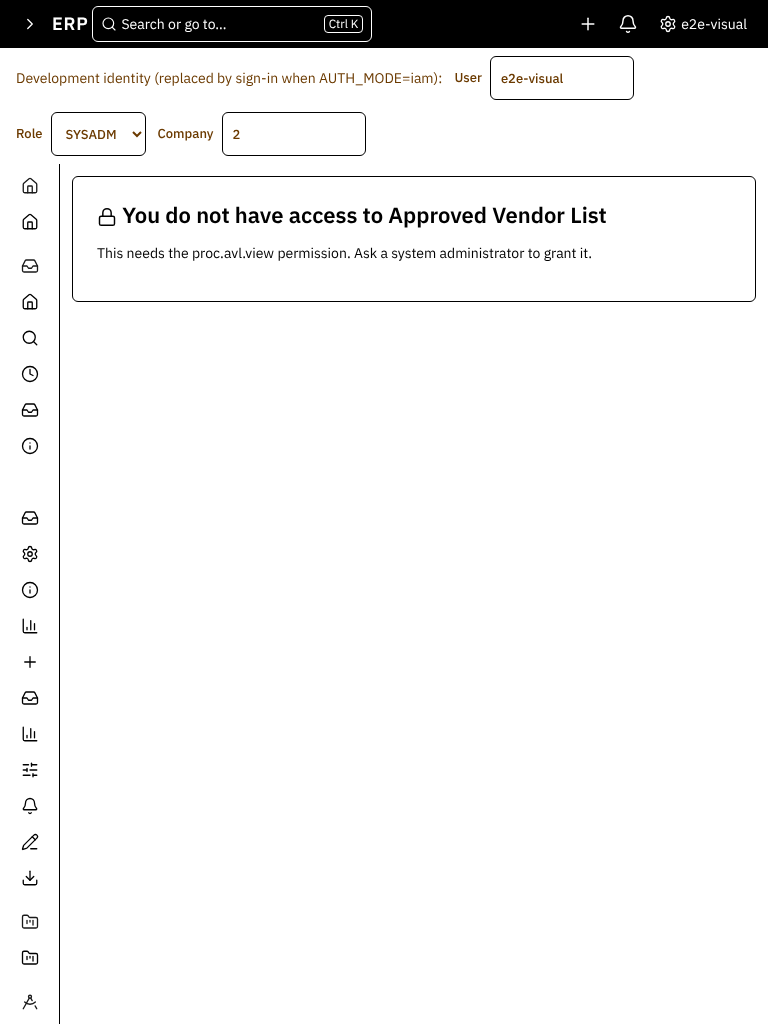 ERP
Search or go to... Ctrl K
e2e-visual
Development identity (replaced by sign-in when AUTH_MODE=iam): User e2e-visual
Role SYSADM Company 2
You do not have access to Approved Vendor List
This needs the proc.avl.view permission. Ask a system administrator to grant it.